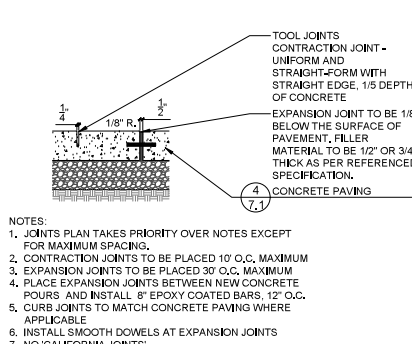 TOOL JOINTS
CONTRACTION JOINT -
UNIFORM AND
STRAIGHT-FORM WITH
STRAIGHT EDGE, 1/5 DEPTH
OF CONCRETE
EXPANSION JOINT TO BE 1/8
BELOW THE SURFACE OF
PAVEMENT, FILLER
MATERIAL TO BE 1/2" OR 3/4
THICK AS PER REFERENCED
SPECIFICATION.
1/4" 1/8" R. 1/2"
4
7.1
CONCRETE PAVING
NOTES:
1. JOINTS PLAN TAKES PRIORITY OVER NOTES EXCEPT
FOR MAXIMUM SPACING.
2. CONTRACTION JOINTS TO BE PLACED 10' O.C. MAXIMUM
3. EXPANSION JOINTS TO BE PLACED 30' O.C. MAXIMUM
4. PLACE EXPANSION JOINTS BETWEEN NEW CONCRETE
POURS AND INSTALL 8" EPOXY COATED BARS, 12" O.C.
5. CURB JOINTS TO MATCH CONCRETE PAVING WHERE
APPLICABLE
6. INSTALL SMOOTH DOWELS AT EXPANSION JOINTS
7. NO 'CALIFORNIA JOINTS'